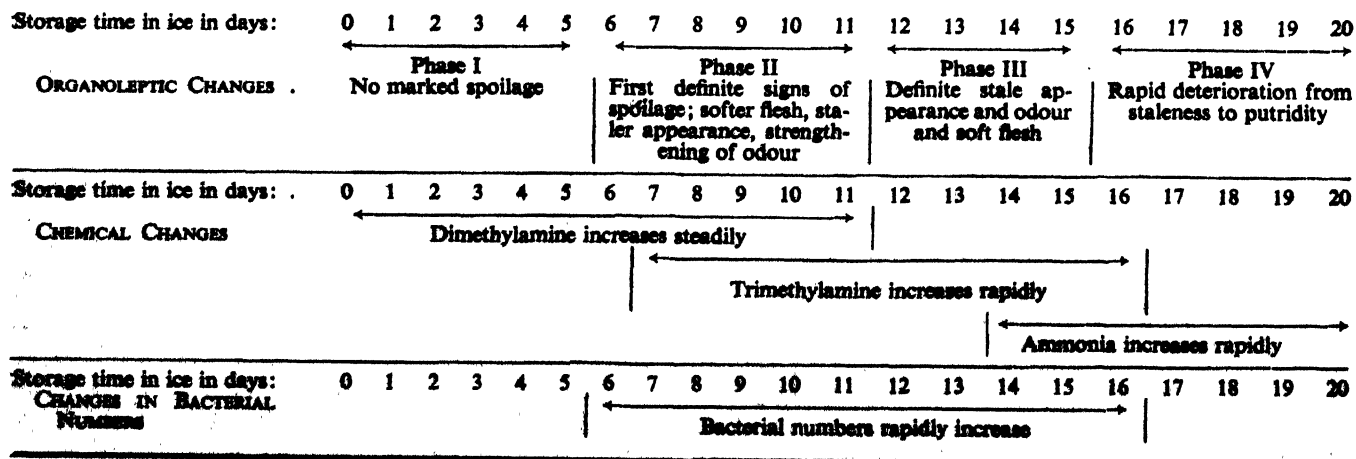 Storage time in ice in days: 0 1 2 3 4 5 6 7 8 9 10 11 12 13 14 15 16 17 18 19 20
Phase I Phase II Phase III Phase IV
ORGANOLEPTIC CHANGES . No marked spoilage First definite signs of Definite stale ap- Rapid deterioration from
spoilage; softer flesh, sta- pearance and odour staleness to putridity
ler appearance, strength- and soft flesh
ening of odour
Storage time in ice in days: . 0 1 2 3 4 5 6 7 8 9 10 11 12 13 14 15 16 17 18 19 20
CHEMICAL CHANGES Dimethylamine increases steadily
Trimethylamine increases rapidly
Ammonia increases rapidly
Storage time in ice in days: 0 1 2 3 4 5 6 7 8 9 10 11 12 13 14 15 16 17 18 19 20
CHANGES IN BACTERIAL
NUMBERS Bacterial numbers rapidly increase